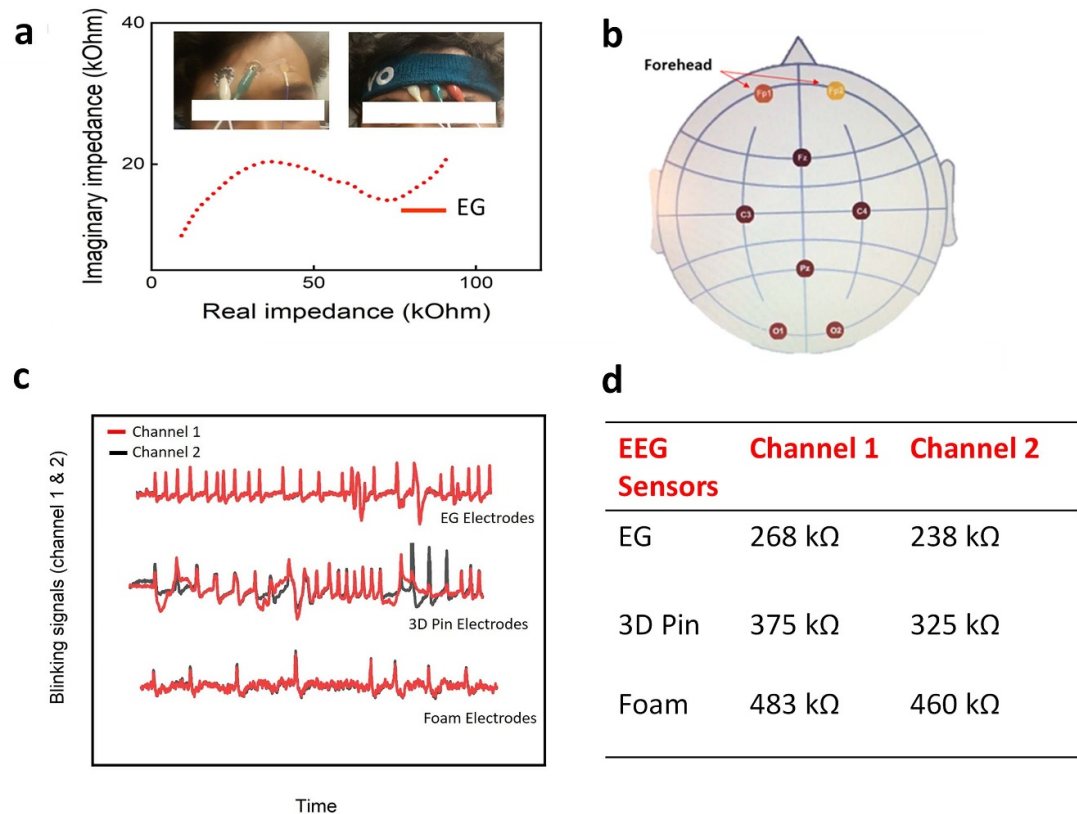 a
40
20
0
50
100
Imaginary impedance (kOhm)
Real impedance (kOhm)
EG
b
Forehead
Fp1
Fp2
Fz
C3
C4
Pz
O1
O2
c
Channel 1
Channel 2
EG Electrodes
3D Pin Electrodes
Foam Electrodes
Blinking signals (channel 1 & 2)
Time
d
EEG Sensors Channel 1 Channel 2
EG 268 kΩ 238 kΩ
3D Pin 375 kΩ 325 kΩ
Foam 483 kΩ 460 kΩ